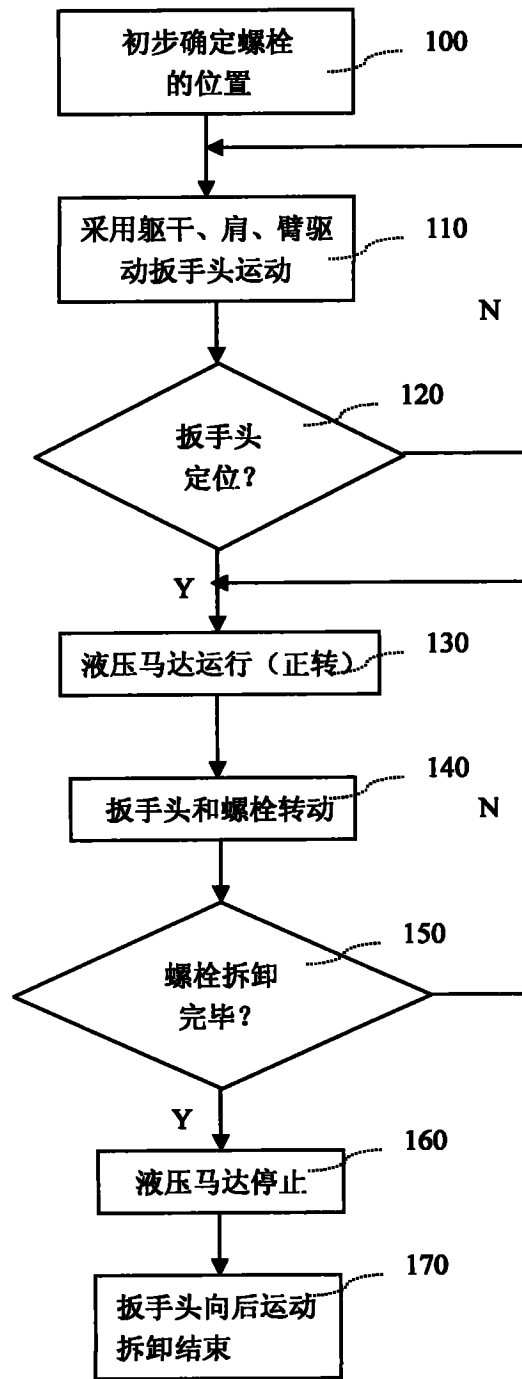 初步确定螺栓
的位置
100
采用躯干、肩、臂驱
动扳手头运动
110
N
120
扳手头
定位?
Y
液压马达运行（正转）
130
扳手头和螺栓转动
140
N
150
螺栓拆卸
完毕?
Y
160
液压马达停止
170
扳手头向后运动
拆卸结束